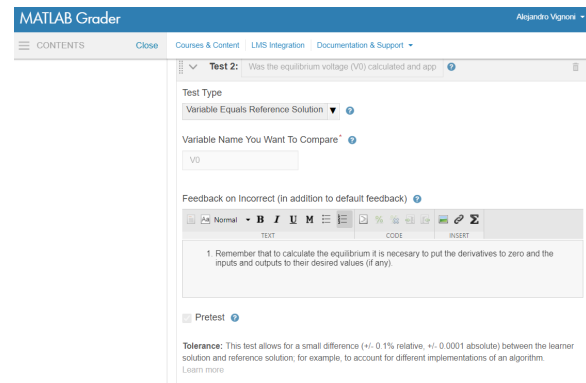 MATLAB Grader
Alejandro Vignoni
CONTENTS Close Courses & Content LMS Integration Documentation & Support
Test 2: Was the equilibrium voltage (V0) calculated and app
Test Type
Variable Equals Reference Solution
Variable Name You Want To Compare*
V0
Feedback on Incorrect (in addition to default feedback)
Normal B I U M
TEXT CODE INSERT
1. Remember that to calculate the equilibrium it is necesary to put the derivatives to zero and the
inputs and outputs to their desired values (if any).
Pretest
Tolerance: This test allows for a small difference (+/- 0.1% relative, +/- 0.0001 absolute) between the learner
solution and reference solution; for example, to account for different implementations of an algorithm.
Learn more